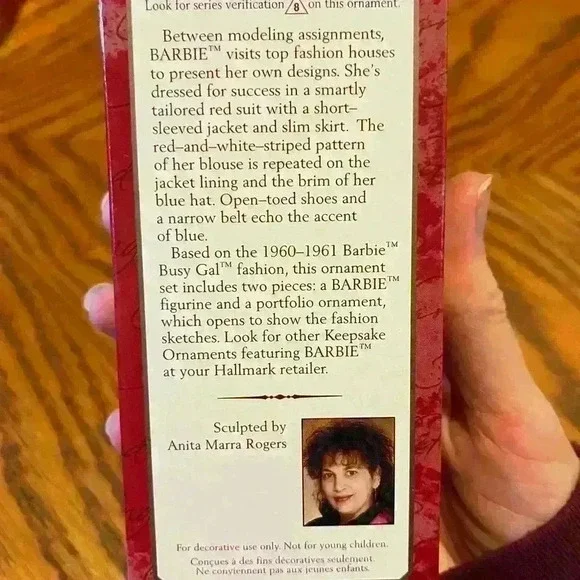 Look for series verification 8 on this ornament.
Between modeling assignments,
BARBIE™ visits top fashion houses
to present her own designs. She's
dressed for success in a smartly
tailored red suit with a short–
sleeved jacket and slim skirt. The
red–and–white–striped pattern
of her blouse is repeated on the
jacket lining and the brim of her
blue hat. Open–toed shoes and
a narrow belt echo the accent
of blue.
Based on the 1960–1961 Barbie™
Busy Gal™ fashion, this ornament
set includes two pieces: a BARBIE™
figurine and a portfolio ornament,
which opens to show the fashion
sketches. Look for other Keepsake
Ornaments featuring BARBIE™
at your Hallmark retailer.
Sculpted by
Anita Marra Rogers
For decorative use only. Not for young children.
Conçues à des fins décoratives seulement.
Ne conviennent pas aux jeunes enfants.